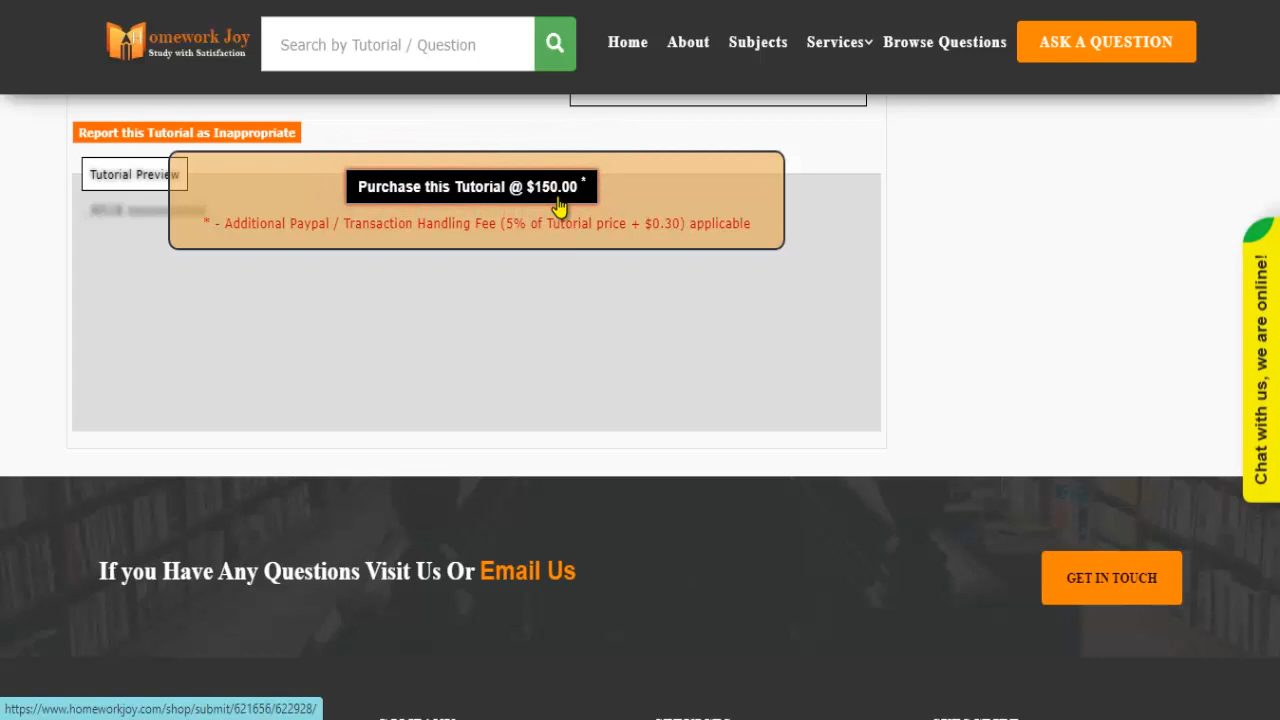 omework Joy
Study with Satisfaction
Search by Tutorial / Question
Home
About
Subjects
Services
Browse Questions
ASK A QUESTION
Report this Tutorial as Inappropriate
Tutorial Preview
Purchase this Tutorial @ $150.00 *
* - Additional Paypal / Transaction Handling Fee (5% of Tutorial price + $0.30) applicable
Chat with us, we are online!
If you Have Any Questions Visit Us Or Email Us
GET IN TOUCH
https://www.homeworkjoy.com/shop/submit/621656/622928/